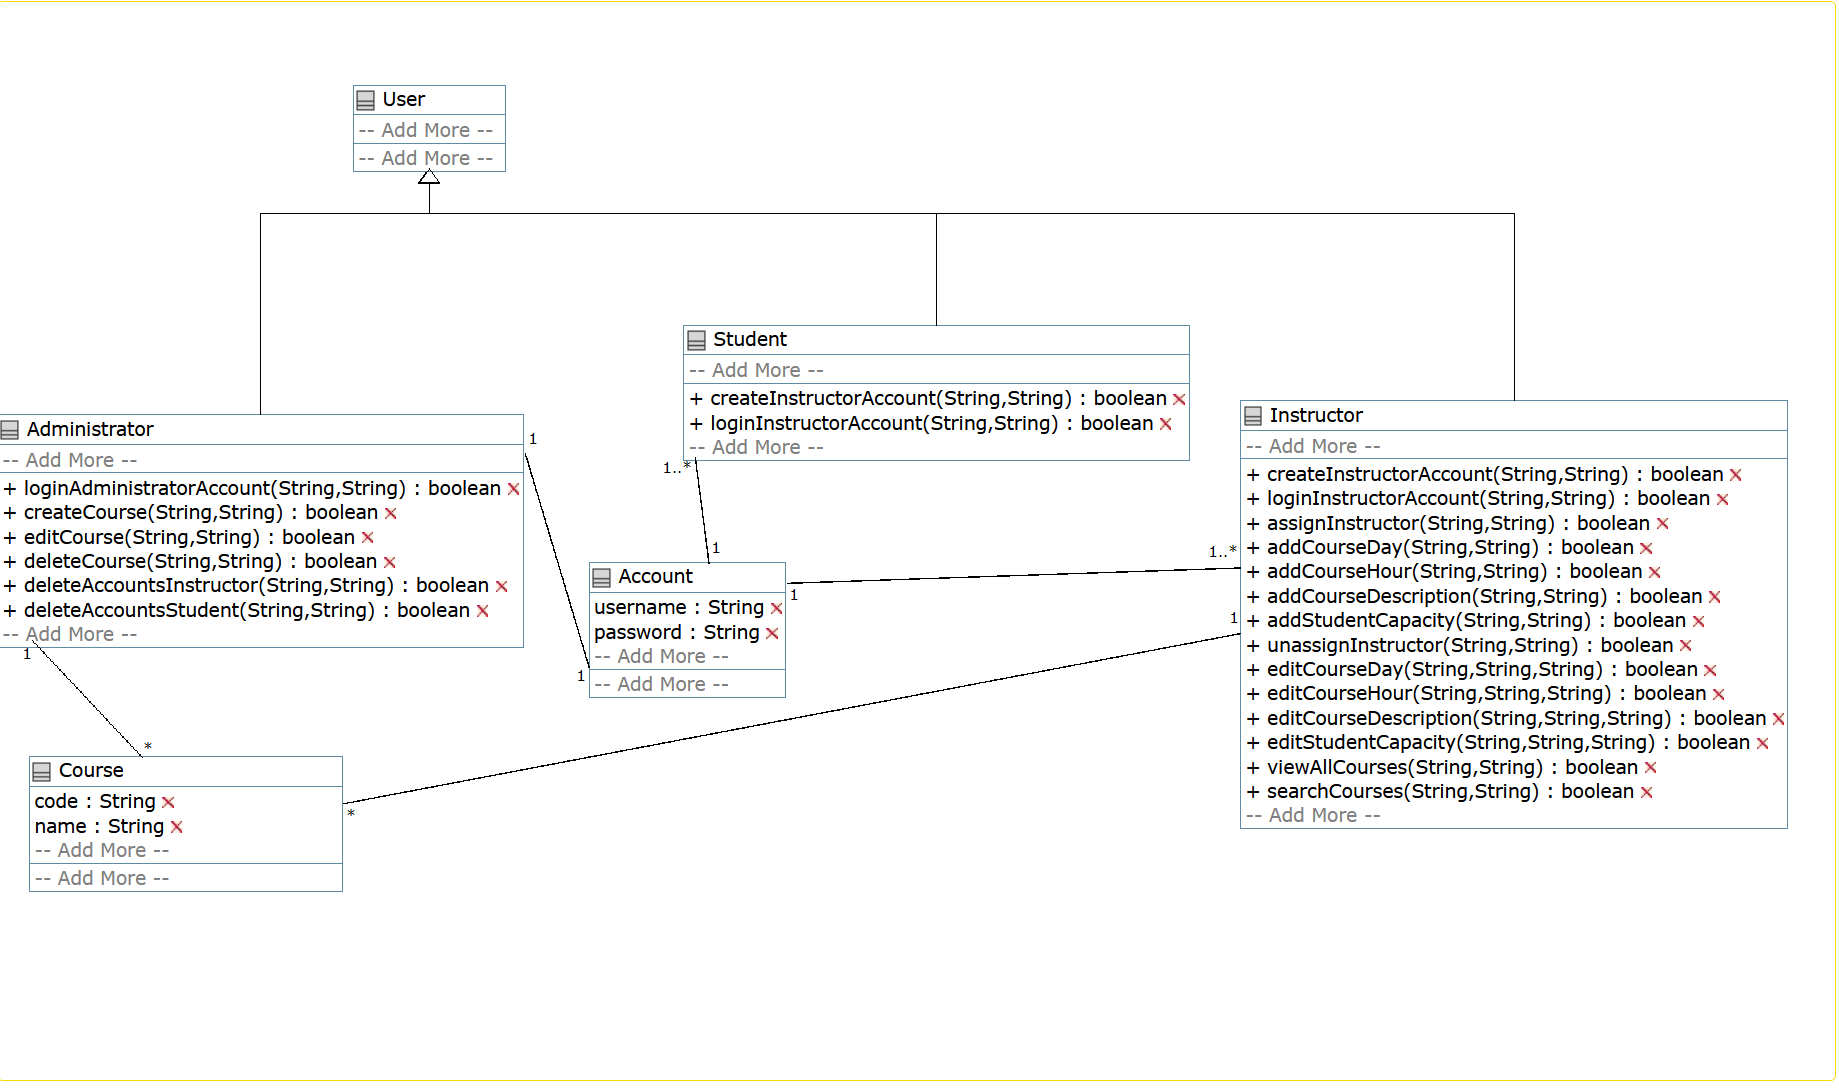 User
-- Add More --
-- Add More --
Student
-- Add More --
+ createInstructorAccount(String,String) : boolean
+ loginInstructorAccount(String,String) : boolean
-- Add More --
1..*
1
Administrator
-- Add More --
+ loginAdministratorAccount(String,String) : boolean
+ createCourse(String,String) : boolean
+ editCourse(String,String) : boolean
+ deleteCourse(String,String) : boolean
+ deleteAccountsInstructor(String,String) : boolean
+ deleteAccountsStudent(String,String) : boolean
-- Add More --
1
1
1
*
Account
username : String
password : String
-- Add More --
-- Add More --
1
1..*
Instructor
-- Add More --
+ createInstructorAccount(String,String) : boolean
+ loginInstructorAccount(String,String) : boolean
+ assignInstructor(String,String) : boolean
+ addCourseDay(String,String) : boolean
+ addCourseHour(String,String) : boolean
+ addCourseDescription(String,String) : boolean
+ addStudentCapacity(String,String) : boolean
+ unassignInstructor(String,String) : boolean
+ editCourseDay(String,String,String) : boolean
+ editCourseHour(String,String,String) : boolean
+ editCourseDescription(String,String,String) : boolean
+ editStudentCapacity(String,String,String) : boolean
+ viewAllCourses(String,String) : boolean
+ searchCourses(String,String) : boolean
-- Add More --
1
*
Course
code : String
name : String
-- Add More --
-- Add More --